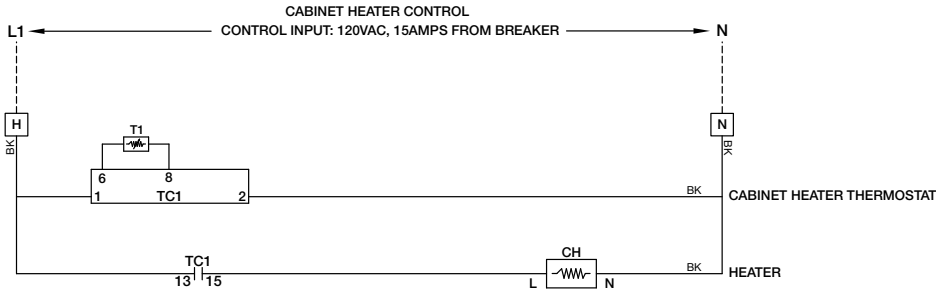 CABINET HEATER CONTROL
L1 CONTROL INPUT: 120VAC, 15AMPS FROM BREAKER N
H N
BK BK
T1
6 8
1 TC1 2 BK CABINET HEATER THERMOSTAT
TC1 CH
13 15 L N BK HEATER